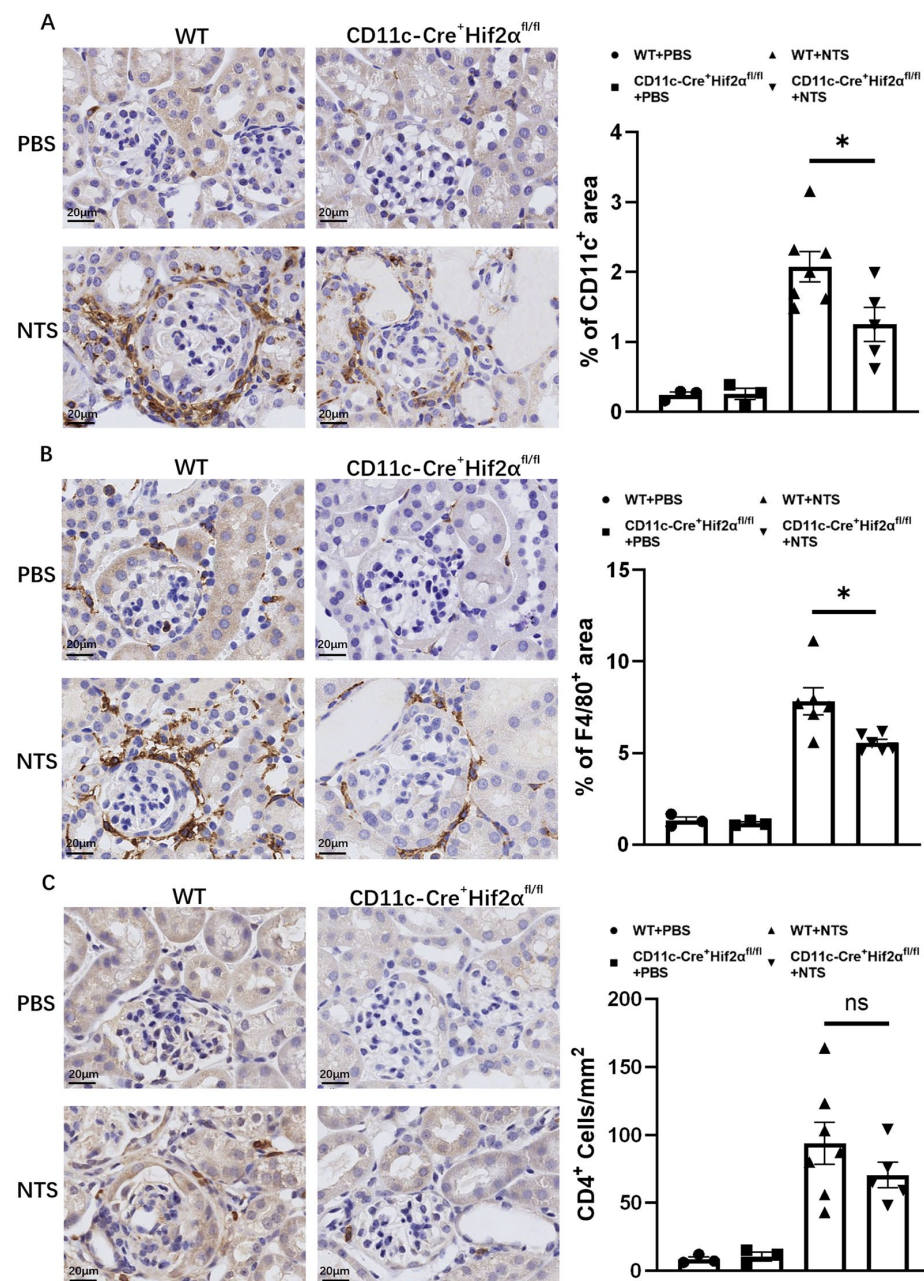 A
WT
CD11c-Cre⁺Hif2α^fl/fl
PBS
20μm
20μm
NTS
20μm
20μm
WT+PBS
WT+NTS
CD11c-Cre⁺Hif2α^fl/fl
+PBS
CD11c-Cre⁺Hif2α^fl/fl
+NTS
% of CD11c⁺ area
4
3
2
1
0
*
B
WT
CD11c-Cre⁺Hif2α^fl/fl
PBS
20μm
20μm
NTS
20μm
20μm
WT+PBS
WT+NTS
CD11c-Cre⁺Hif2α^fl/fl
+PBS
CD11c-Cre⁺Hif2α^fl/fl
+NTS
% of F4/80⁺ area
15
10
5
0
*
C
WT
CD11c-Cre⁺Hif2α^fl/fl
PBS
20μm
20μm
NTS
20μm
20μm
WT+PBS
WT+NTS
CD11c-Cre⁺Hif2α^fl/fl
+PBS
CD11c-Cre⁺Hif2α^fl/fl
+NTS
CD4⁺ Cells/mm²
200
150
100
50
0
ns